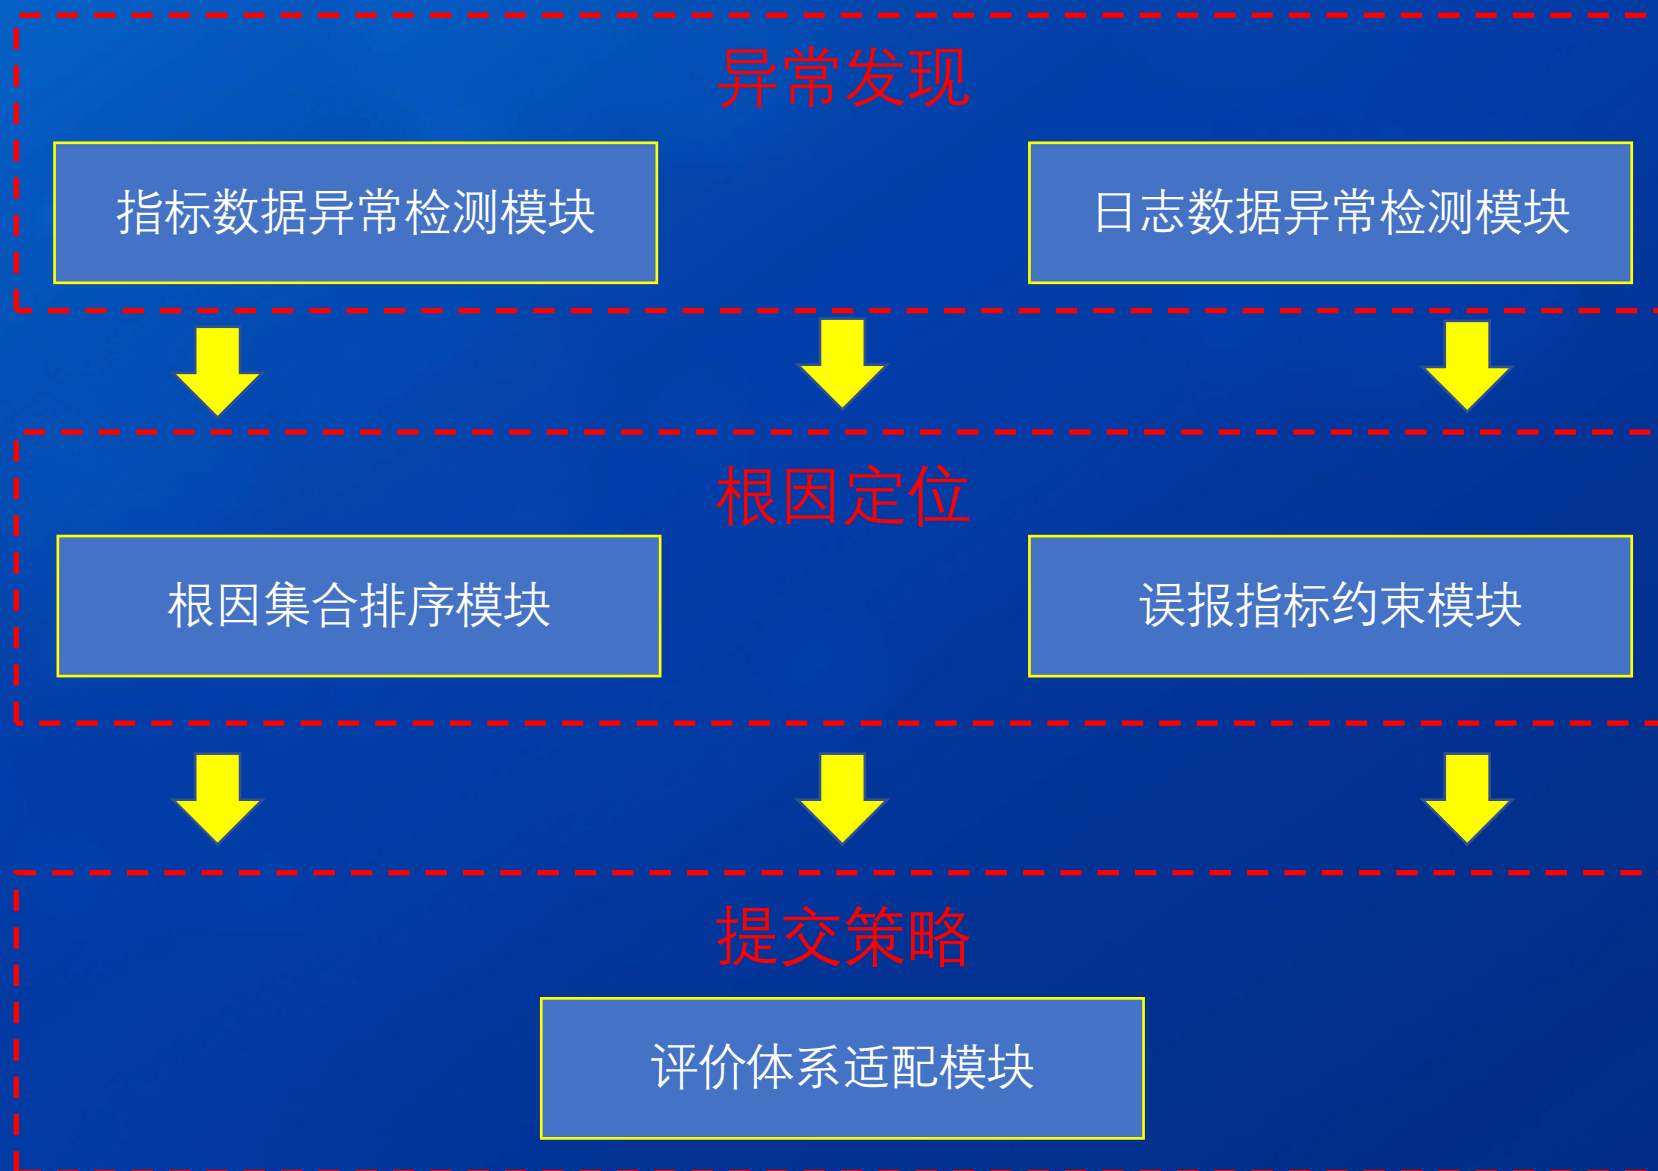 异常发现
指标数据异常检测模块
日志数据异常检测模块
根因定位
根因集合排序模块
误报指标约束模块
提交策略
评价体系适配模块